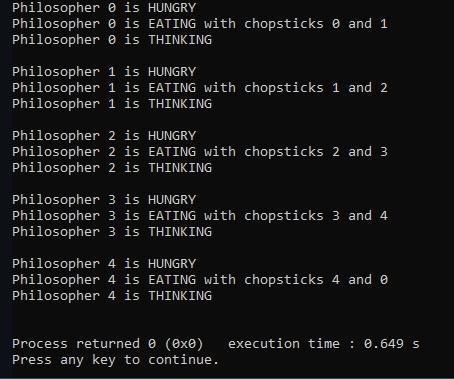 Philosopher 0 is HUNGRY
Philosopher 0 is EATING with chopsticks 0 and 1
Philosopher 0 is THINKING
Philosopher 1 is HUNGRY
Philosopher 1 is EATING with chopsticks 1 and 2
Philosopher 1 is THINKING
Philosopher 2 is HUNGRY
Philosopher 2 is EATING with chopsticks 2 and 3
Philosopher 2 is THINKING
Philosopher 3 is HUNGRY
Philosopher 3 is EATING with chopsticks 3 and 4
Philosopher 3 is THINKING
Philosopher 4 is HUNGRY
Philosopher 4 is EATING with chopsticks 4 and 0
Philosopher 4 is THINKING
Process returned 0 (0x0)   execution time : 0.649 s
Press any key to continue.